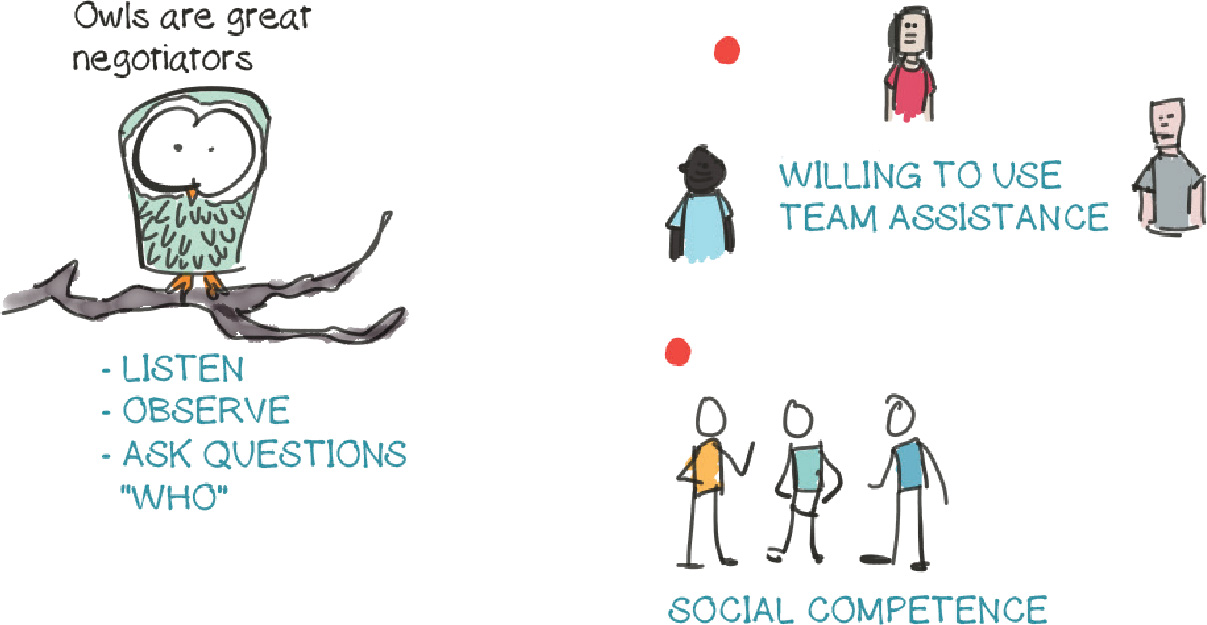 Owls are great
negotiators
- LISTEN
- OBSERVE
- ASK QUESTIONS
"WHO"
WILLING TO USE
TEAM ASSISTANCE
SOCIAL COMPETENCE